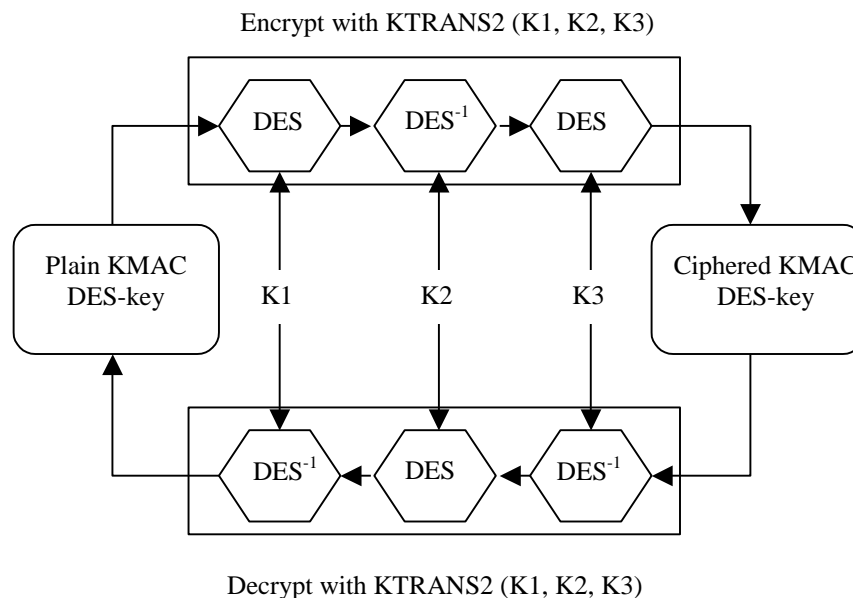 Encrypt with KTRANS2 (K1, K2, K3)
DES DES-1 DES
Plain KMAC
DES-key
K1 K2 K3
Ciphered KMAC
DES-key
DES-1 DES DES-1
Decrypt with KTRANS2 (K1, K2, K3)